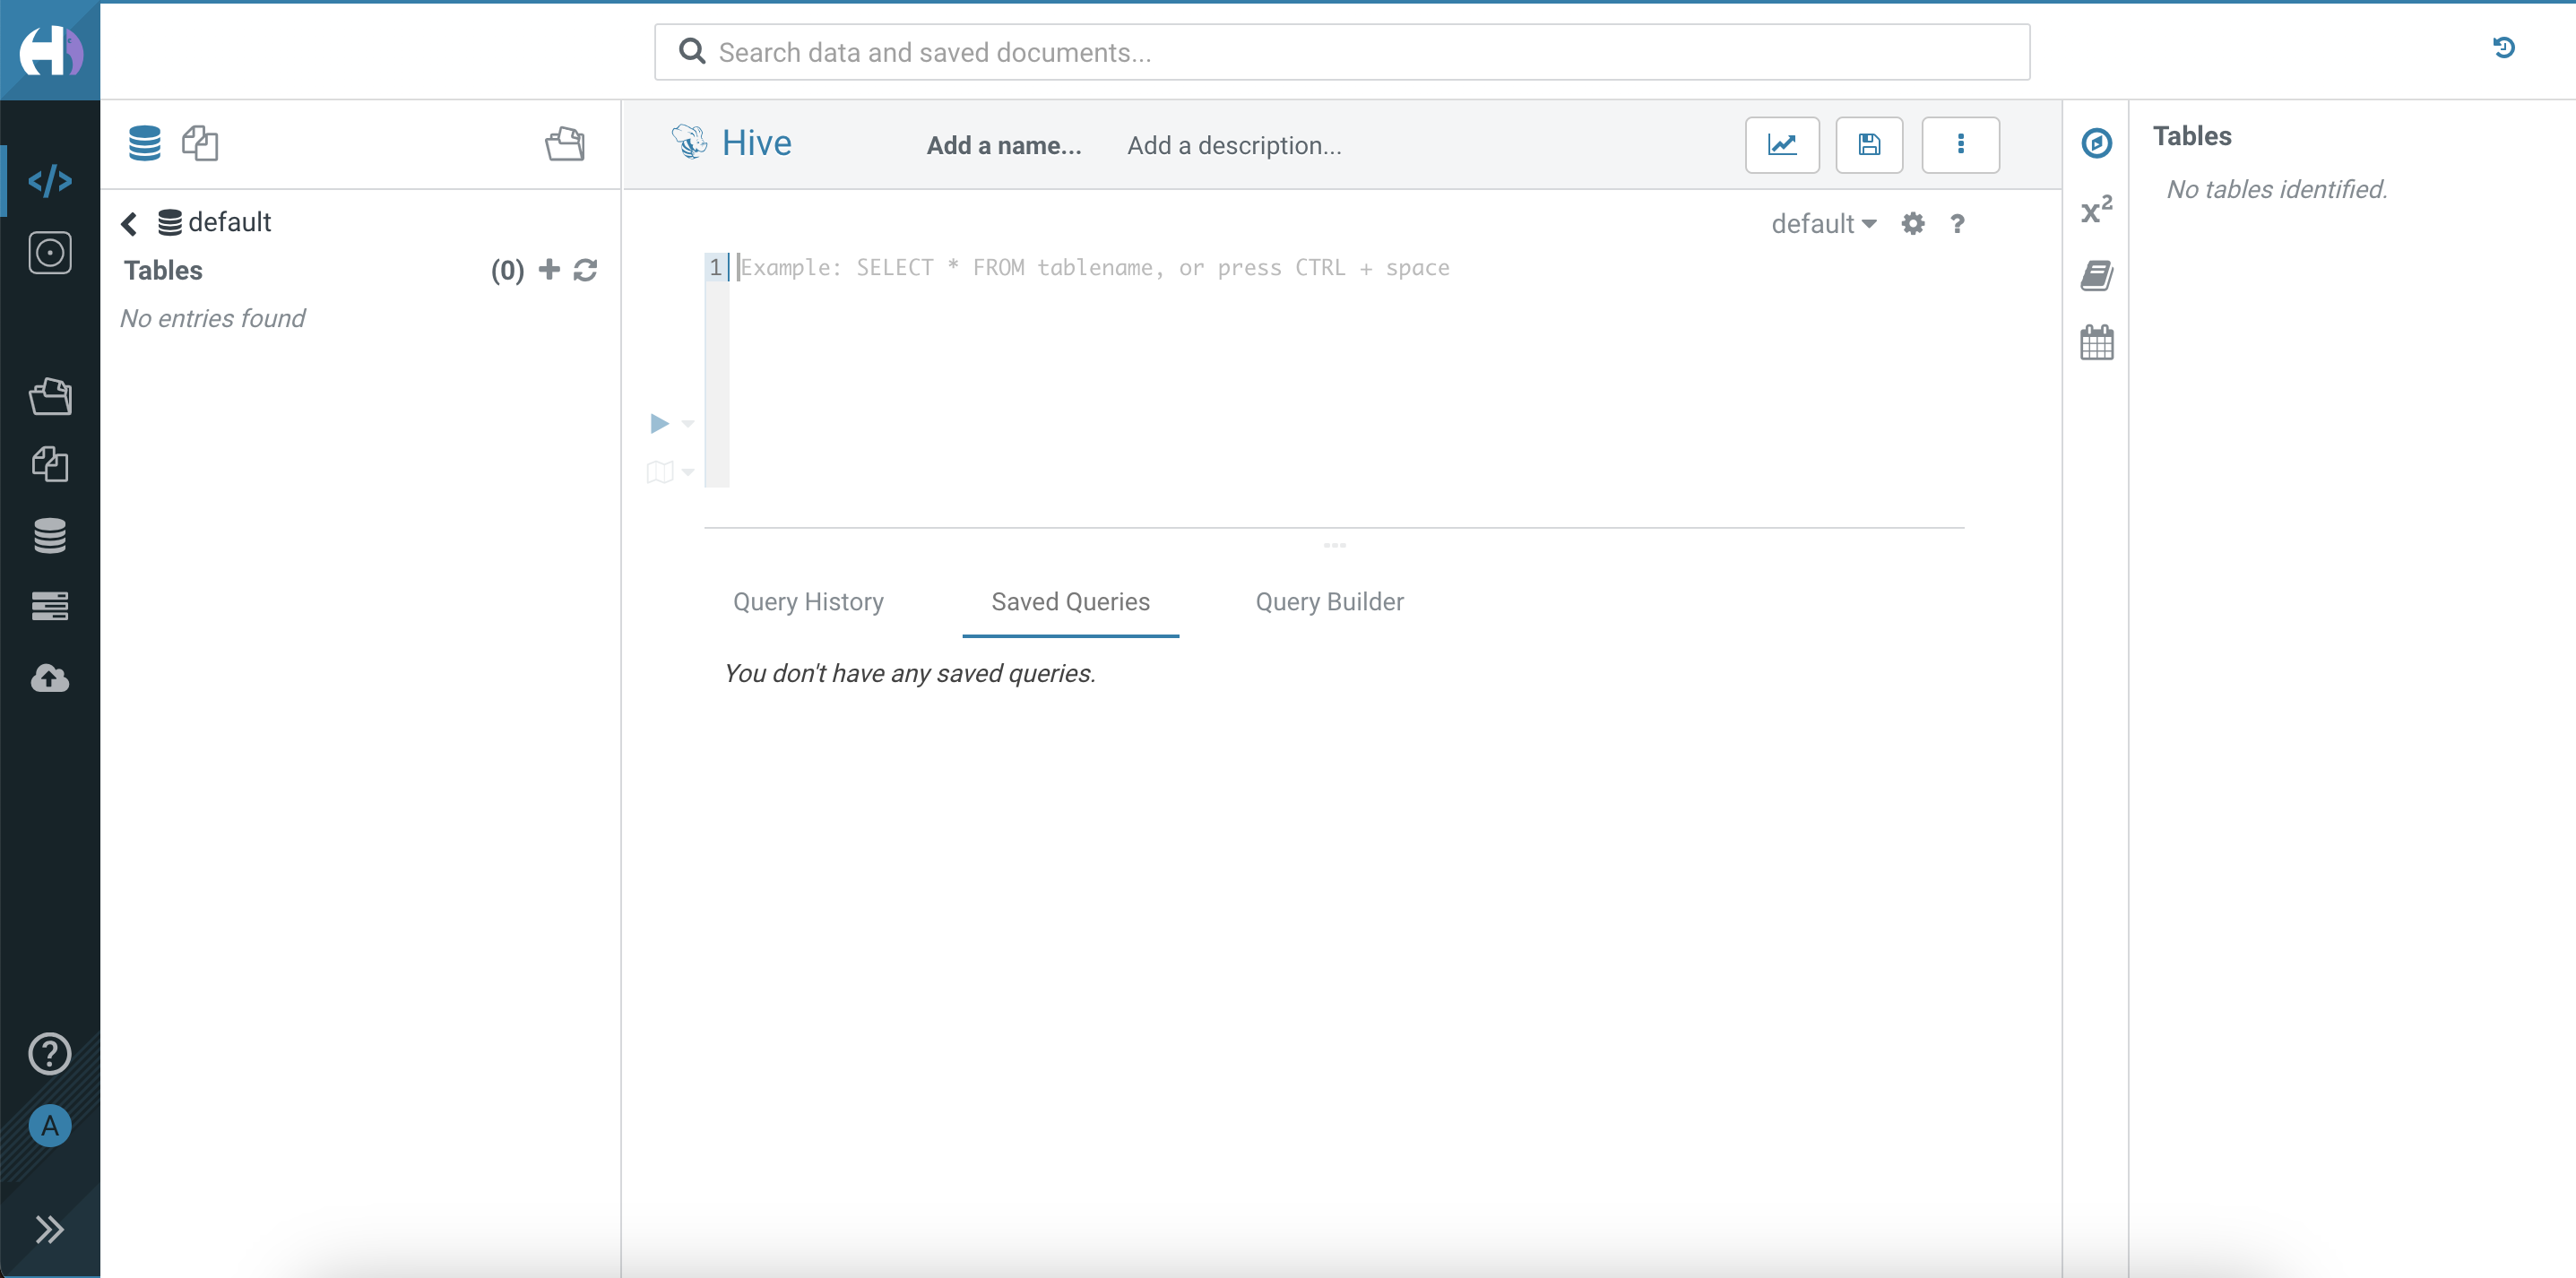 Search data and saved documents...
Hive
Add a name...
Add a description...
default
Tables
(0)
No entries found
default
?
1
Example: SELECT * FROM tablename, or press CTRL + space
Query History
Saved Queries
Query Builder
You don't have any saved queries.
x²
Tables
No tables identified.
?
A